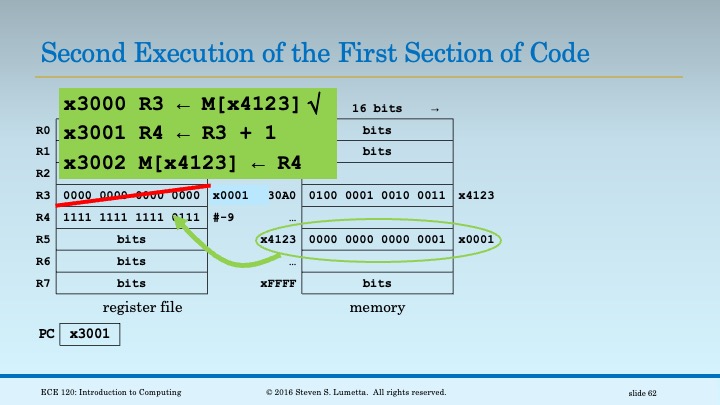 Second Execution of the First Section of Code
x3000 R3 ← M[x4123] √
x3001 R4 ← R3 + 1
x3002 M[x4123] ← R4
16 bits →
R0 bits
R1 bits
R2
R3 0000 0000 0000 0000 x0001 30A0 0100 0001 0010 0011 x4123
R4 1111 1111 1111 0111 #-9 …
R5 bits x4123 0000 0000 0000 0001 x0001
R6 bits …
R7 bits xFFFF bits
register file memory
PC x3001
ECE 120: Introduction to Computing © 2016 Steven S. Lumetta. All rights reserved. slide 62